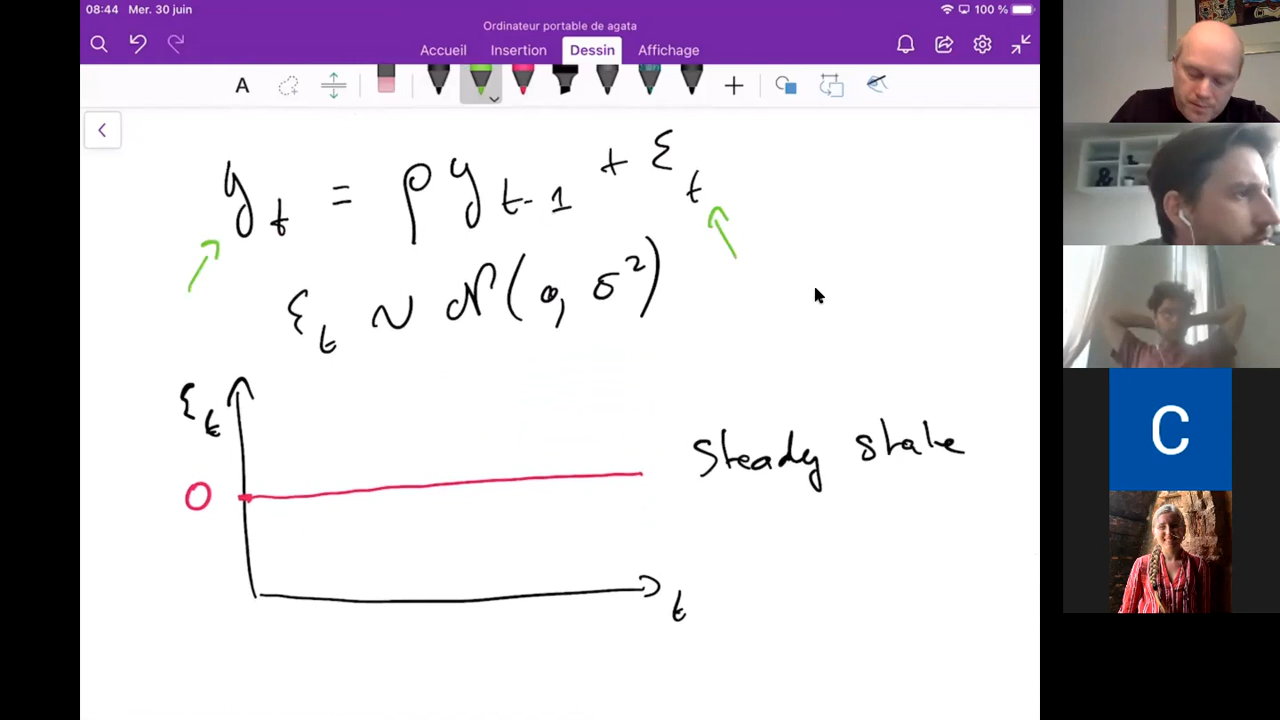 08:44 Mer. 30 juin
100 %
Ordinateur portable de agata
Accueil Insertion Dessin Affichage
A
y_t = ρ y_{t-1} + ε_t
ε_t ~ N(0, σ²)
ε_t
Steady state
0
t
C